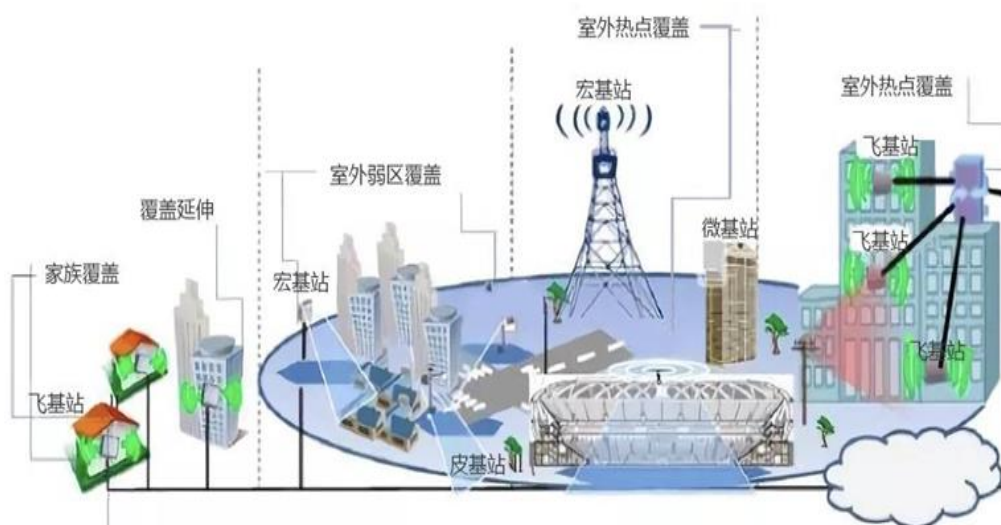 室外热点覆盖
宏基站
室外热点覆盖
飞基站
室外弱区覆盖
覆盖延伸
微基站
飞基站
家族覆盖
宏基站
飞基站
飞基站
皮基站